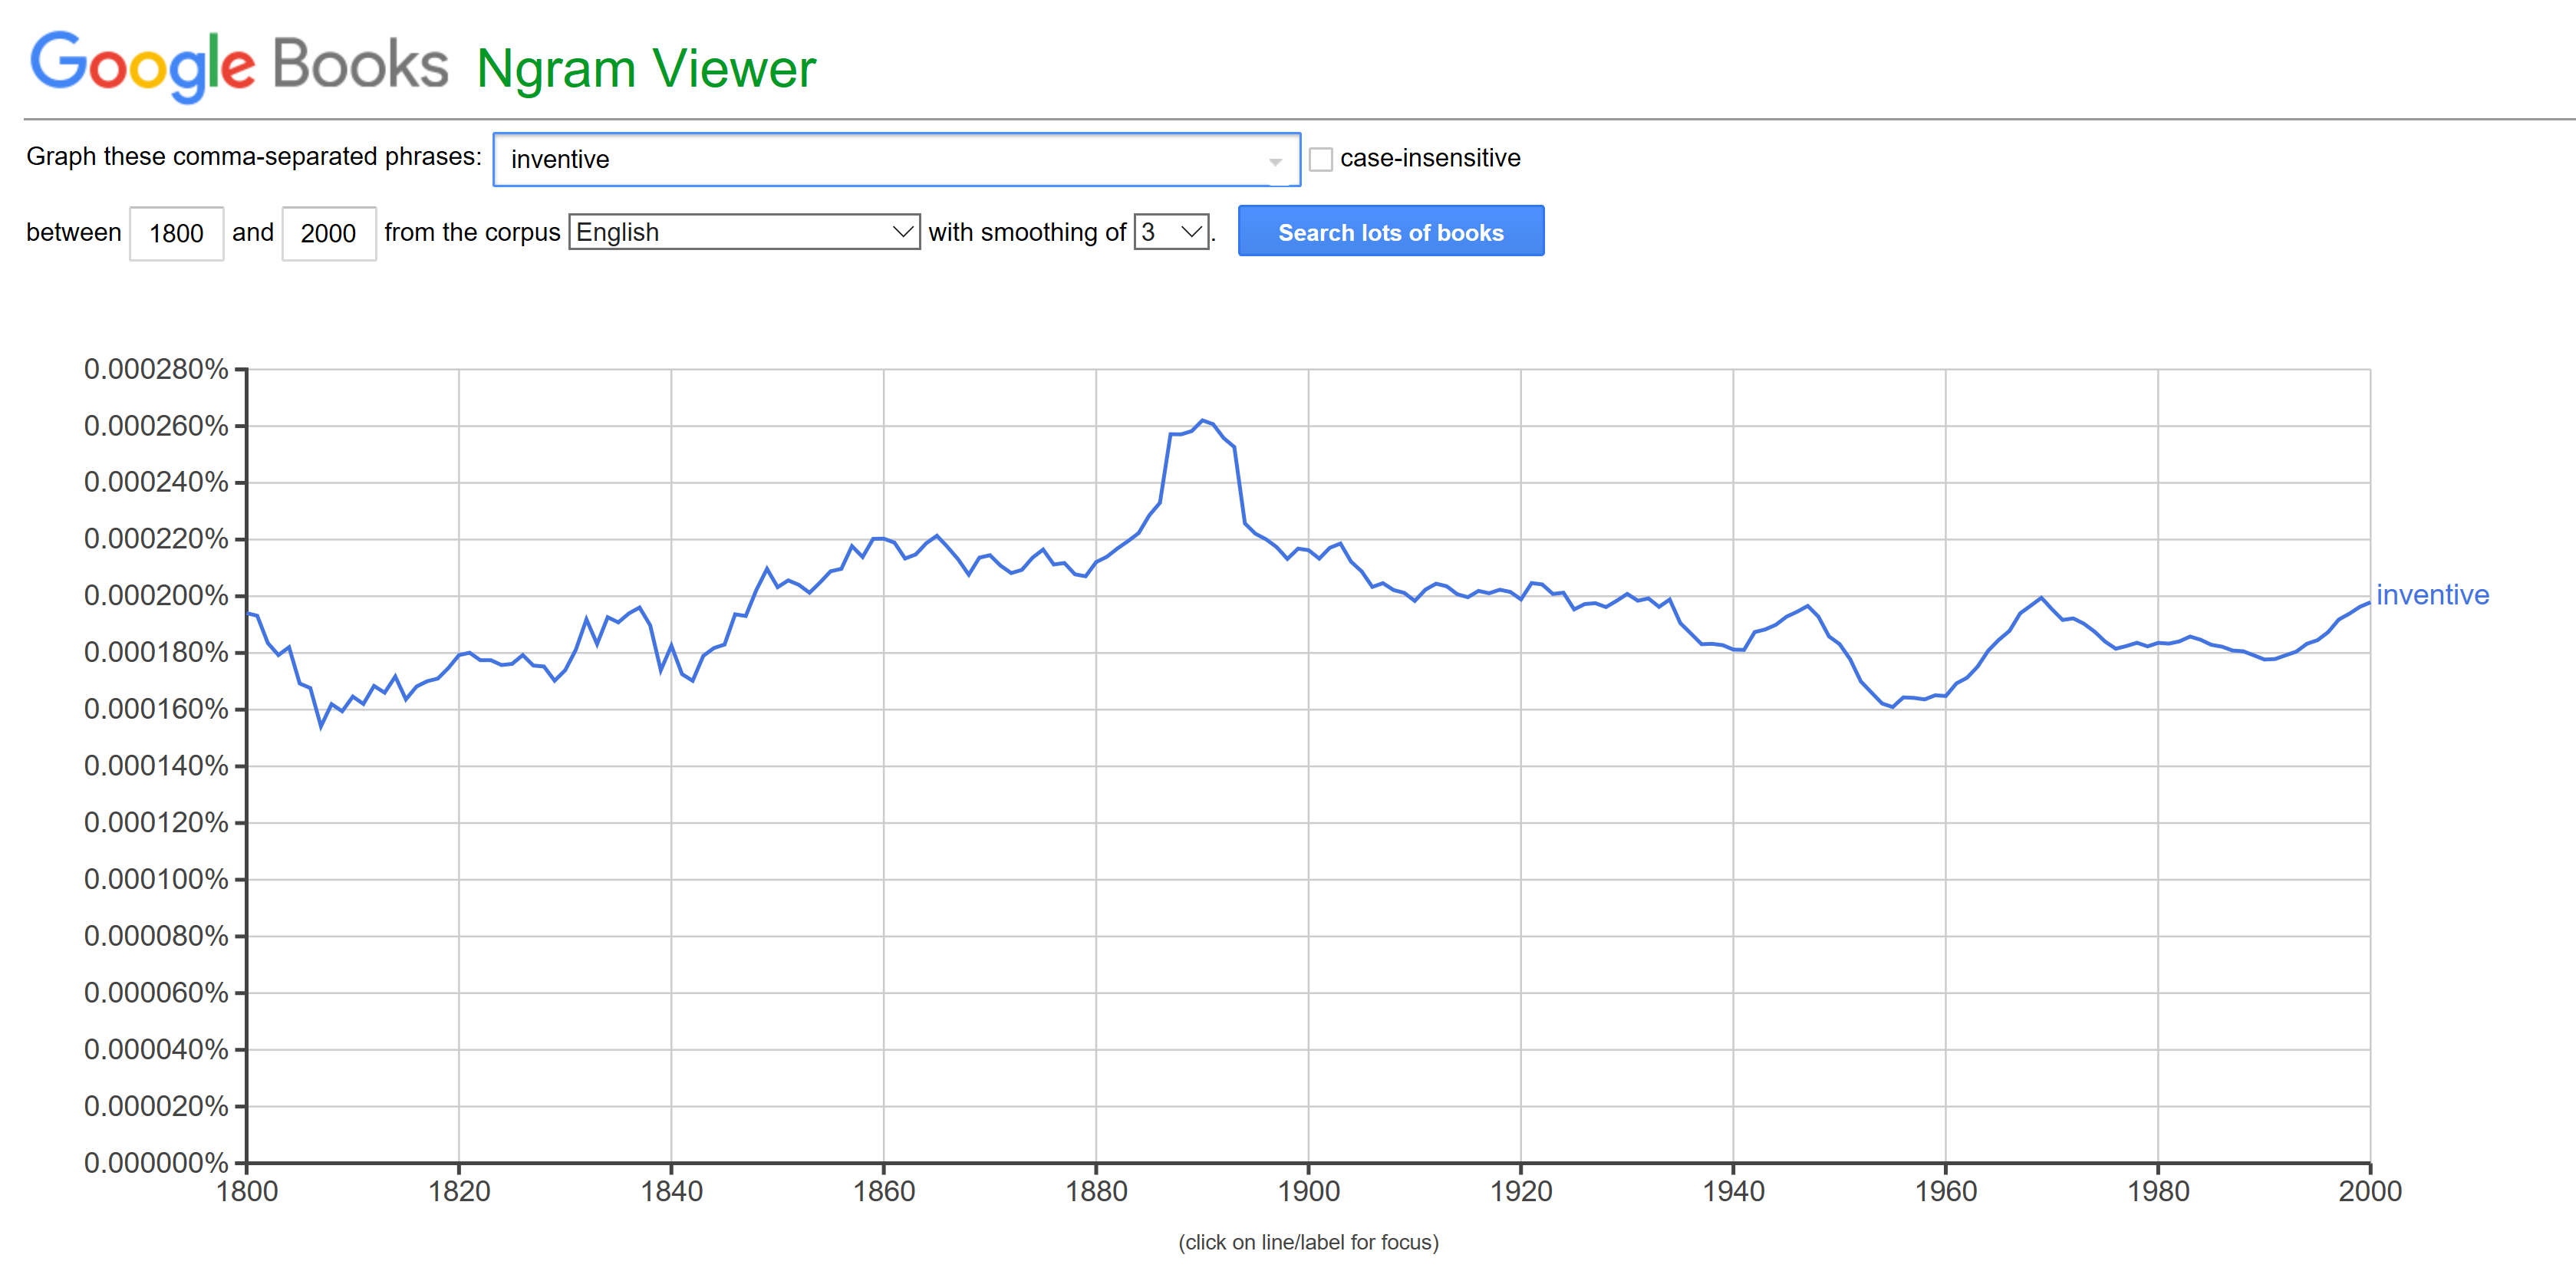 Google Books Ngram Viewer
Graph these comma-separated phrases: inventive case-insensitive
between 1800 and 2000 from the corpus English with smoothing of 3 . Search lots of books
0.000280%
0.000260%
0.000240%
0.000220%
0.000200%
inventive
0.000180%
0.000160%
0.000140%
0.000120%
0.000100%
0.000080%
0.000060%
0.000040%
0.000020%
0.000000%
1800 1820 1840 1860 1880 1900 1920 1940 1960 1980 2000
(click on line/label for focus)